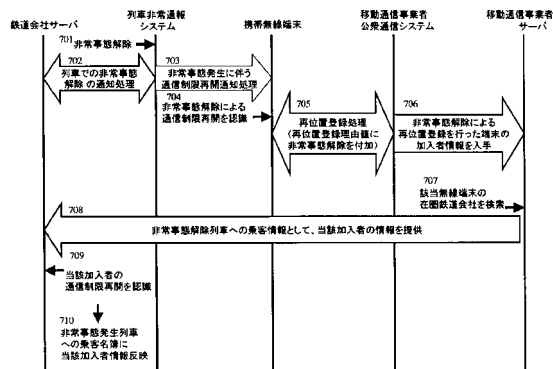 鉄道会社サーバ
列車非常通報
システム
携帯無線端末
移動通信事業者
公衆通信システム
移動通信事業者
サーバ
701
非常事態解除
702
列車での非常事態
解除 の通知処理
703
非常事態発生に伴う
通信制限再開通知処理
704
非常事態解除による
通信制限再開を認識
705
再位置登録処理
(再位置登録理由値に
非常事態解除を付加)
706
非常事態解除による
再位置登録を行った端末の
加入者情報を入手
707
該当無線端末の
在圏鉄道会社を検索
708
非常事態解除列車への乗客情報として、当該加入者の情報を提供
709
当該加入者の
通信制限再開を認識
710
非常事態発生列車
への乗客名簿に
当該加入者情報反映